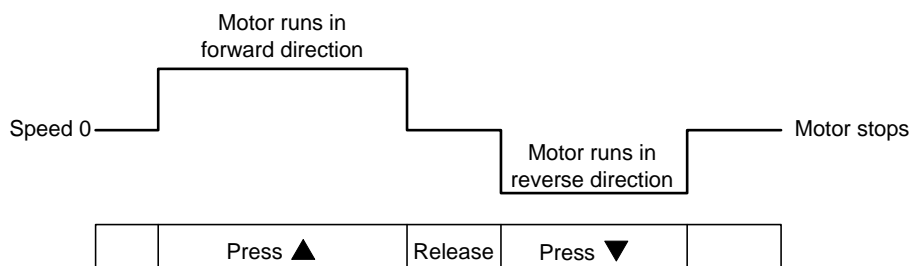 Motor runs in
forward direction
Speed 0
Motor stops
Motor runs in
reverse direction
Press ▲
Release
Press ▼